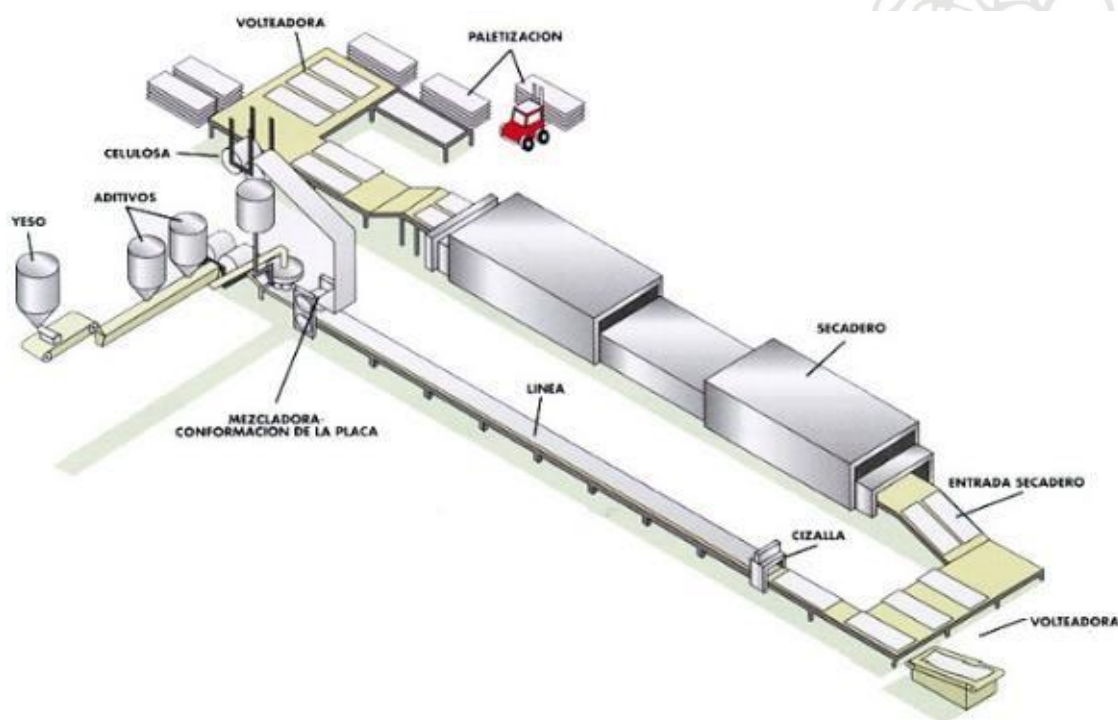 VOLTEADORA
PALETIZACION
CELULOSA
ADITIVOS
YESO
SECADERO
LINEA
MEZCLADORA-
CONFORMACION DE LA PLACA
ENTRADA SECADERO
CIZALLA
VOLTEADORA